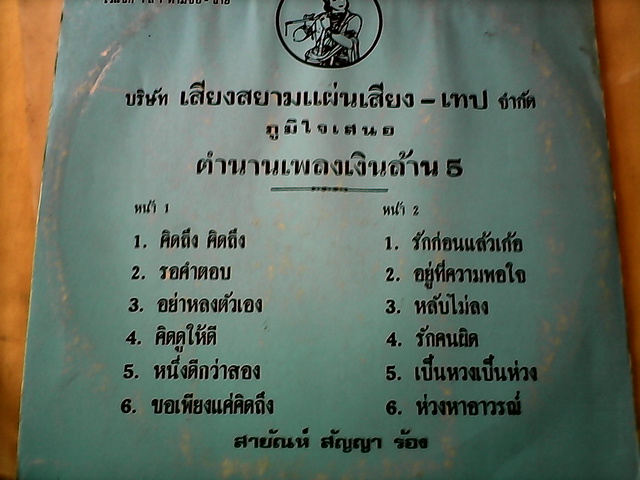 บริษัท เสียงสยามแผ่นเสียง - เทป จำกัด
ภูมิใจเสนอ
ตำนานเพลงเงินล้าน 5
หน้า 1
1. คิดถึง คิดถึง
2. รอคำตอบ
3. อย่าหลงตัวเอง
4. คิดดูให้ดี
5. หนึ่งดีกว่าสอง
6. ขอเพียงแค่คิดถึง
หน้า 2
1. รักก่อนแล้วเก้อ
2. อยู่ที่ความพอใจ
3. หลับไม่ลง
4. รักคนผิด
5. เป็นหวงเป็นห่วง
6. ห่วงหาอาวรณ์
สายัณห์ สัญญา ร้อง